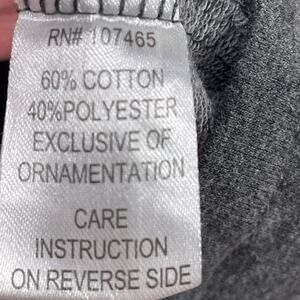 RN# 107465
60% COTTON
40%POLYESTER
EXCLUSIVE OF
ORNAMENTATION
CARE
INSTRUCTION
ON REVERSE SIDE